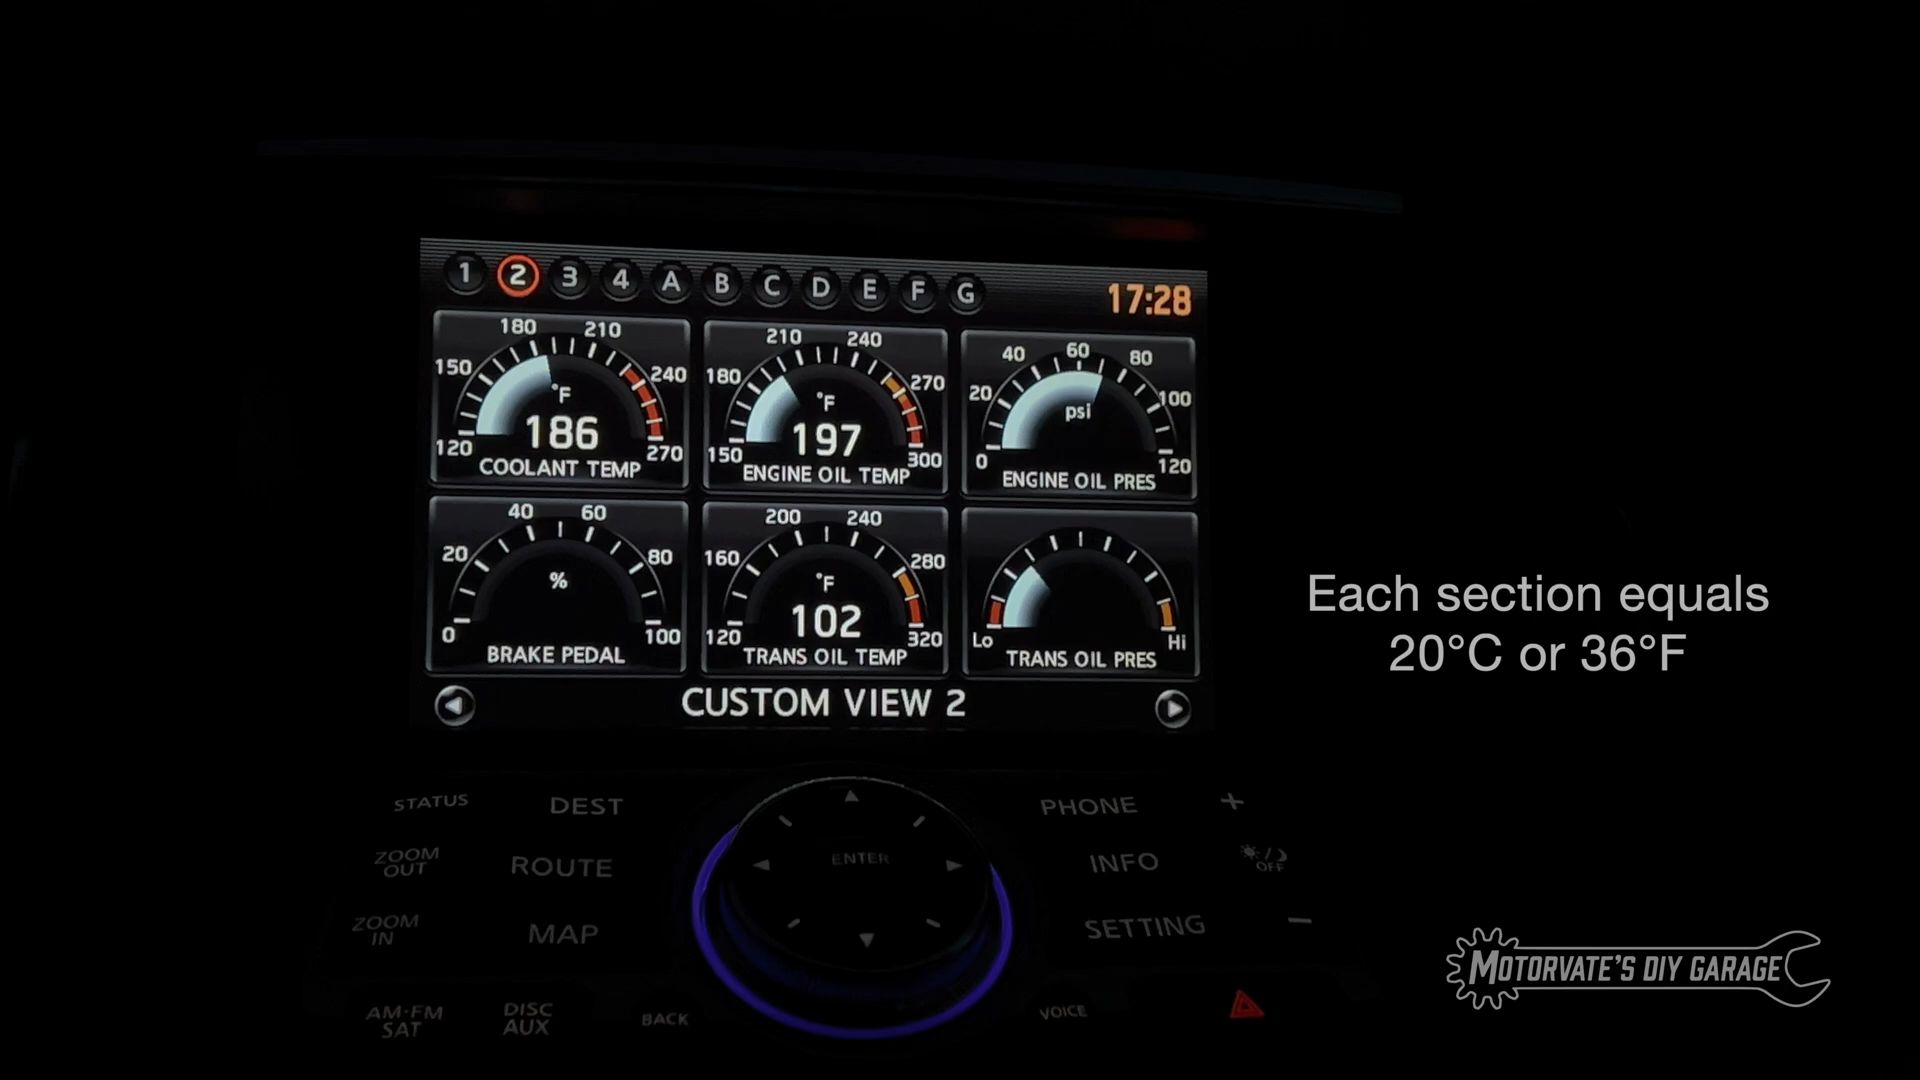 1 2 3 4 A B C D E F G
17:28
120 150 180 210 240 270
°F
186
COOLANT TEMP
150 180 210 240 270 300
°F
197
ENGINE OIL TEMP
0 20 40 60 80 100 120
psi
ENGINE OIL PRES
0 20 40 60 80 100
%
BRAKE PEDAL
120 160 200 240 280 320
°F
102
TRANS OIL TEMP
Lo Hi
TRANS OIL PRES
CUSTOM VIEW 2
Each section equals
20°C or 36°F
STATUS
DEST
PHONE
+
ZOOM
OUT
ROUTE
ENTER
INFO
OFF
ZOOM
IN
MAP
SETTING
−
AM·FM
SAT
DISC
AUX
BACK
VOICE
MOTORVATE'S DIY GARAGE